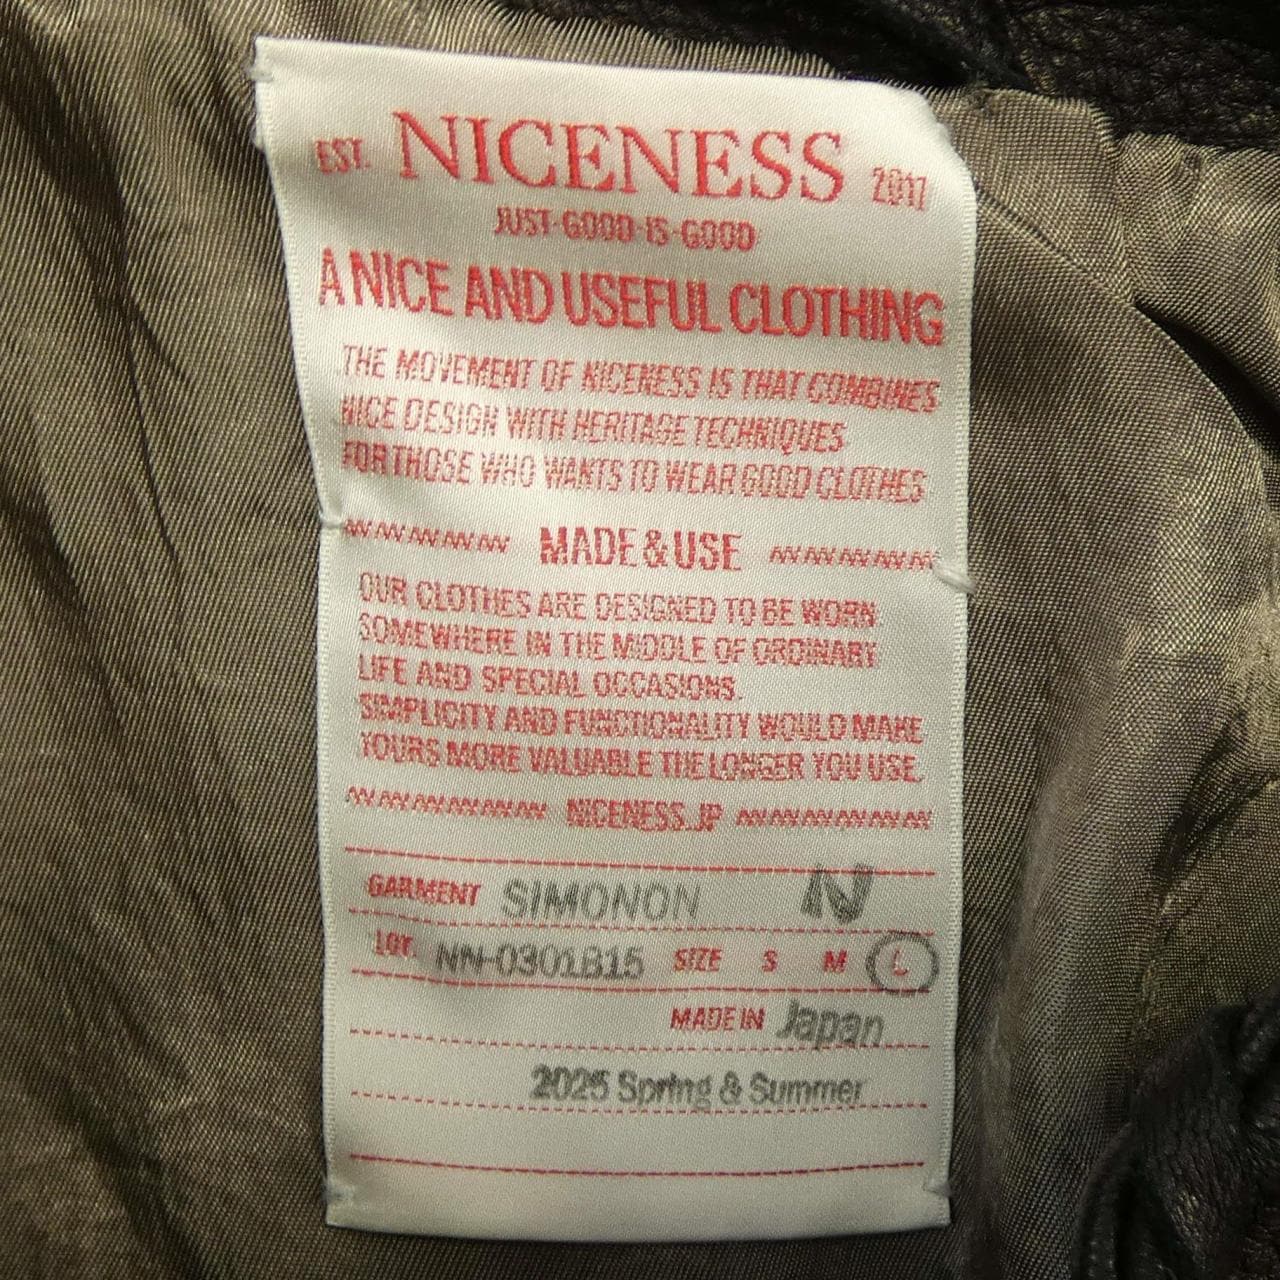 EST. NICENESS 2017
JUST-GOOD-IS-GOOD
A NICE AND USEFUL CLOTHING
THE MOVEMENT OF NICENESS IS THAT COMBINES
NICE DESIGN WITH HERITAGE TECHNIQUES
FOR THOSE WHO WANTS TO WEAR GOOD CLOTHES
MADE & USE
OUR CLOTHES ARE DESIGNED TO BE WORN
SOMEWHERE IN THE MIDDLE OF ORDINARY
LIFE AND SPECIAL OCCASIONS.
SIMPLICITY AND FUNCTIONALITY WOULD MAKE
YOURS MORE VALUABLE THE LONGER YOU USE.
NICENESS.JP
GARMENT SIMONON N
LOT. NN-0301B15 SIZE S M L
MADE IN Japan
2025 Spring & Summer